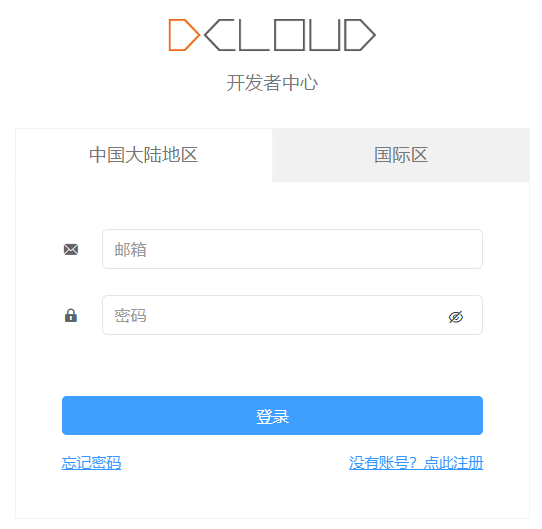 DCLOUD
开发者中心
中国大陆地区 国际区
邮箱
密码
登录
忘记密码 没有账号？点此注册